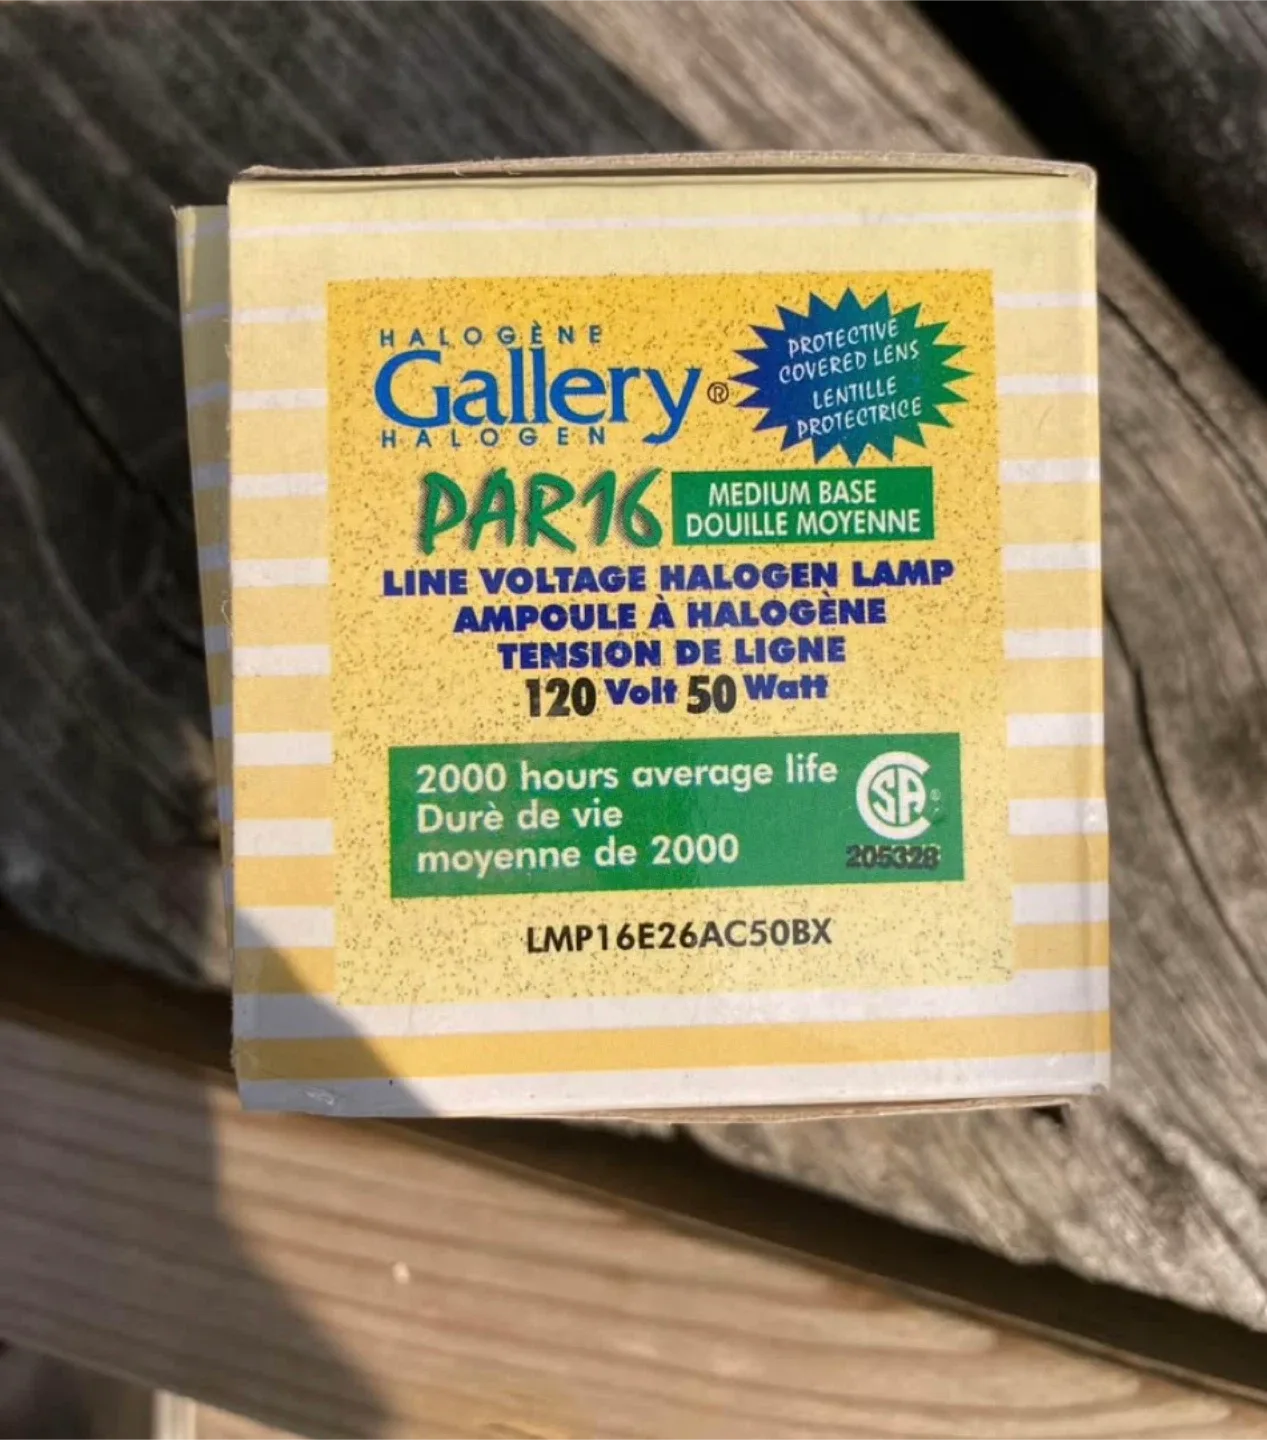 HALOGÈNE
Gallery®
HALOGEN
PROTECTIVE
COVERED LENS
LENTILLE
PROTECTRICE
PAR16
MEDIUM BASE
DOUILLE MOYENNE
LINE VOLTAGE HALOGEN LAMP
AMPOULE À HALOGÈNE
TENSION DE LIGNE
120 Volt 50 Watt
2000 hours average life
Durè de vie
moyenne de 2000
CSA®
205328
LMP16E26AC50BX